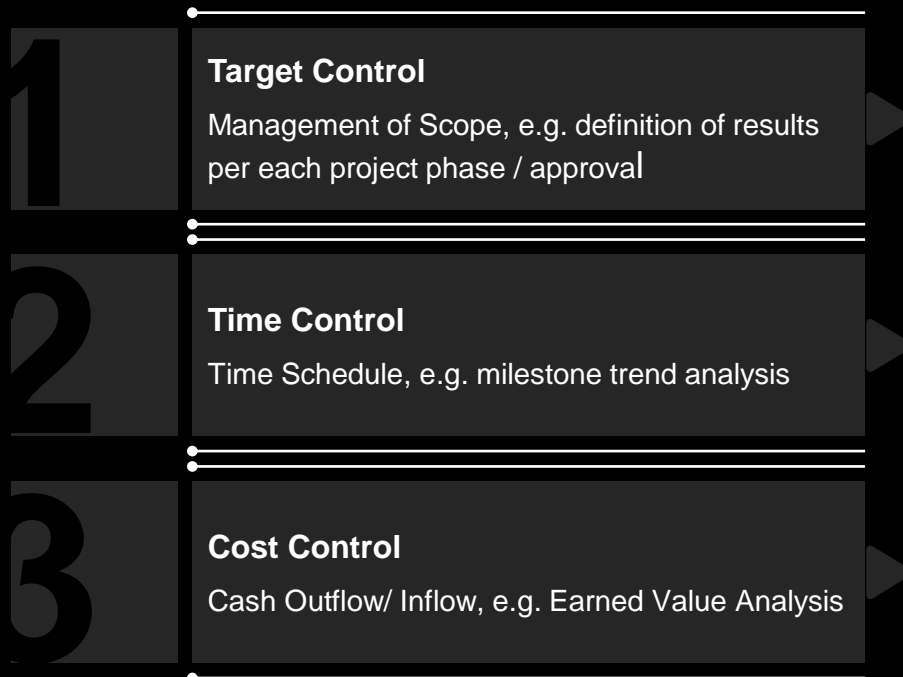 1
Target Control
Management of Scope, e.g. definition of results
per each project phase / approval
2
Time Control
Time Schedule, e.g. milestone trend analysis
3
Cost Control
Cash Outflow/ Inflow, e.g. Earned Value Analysis